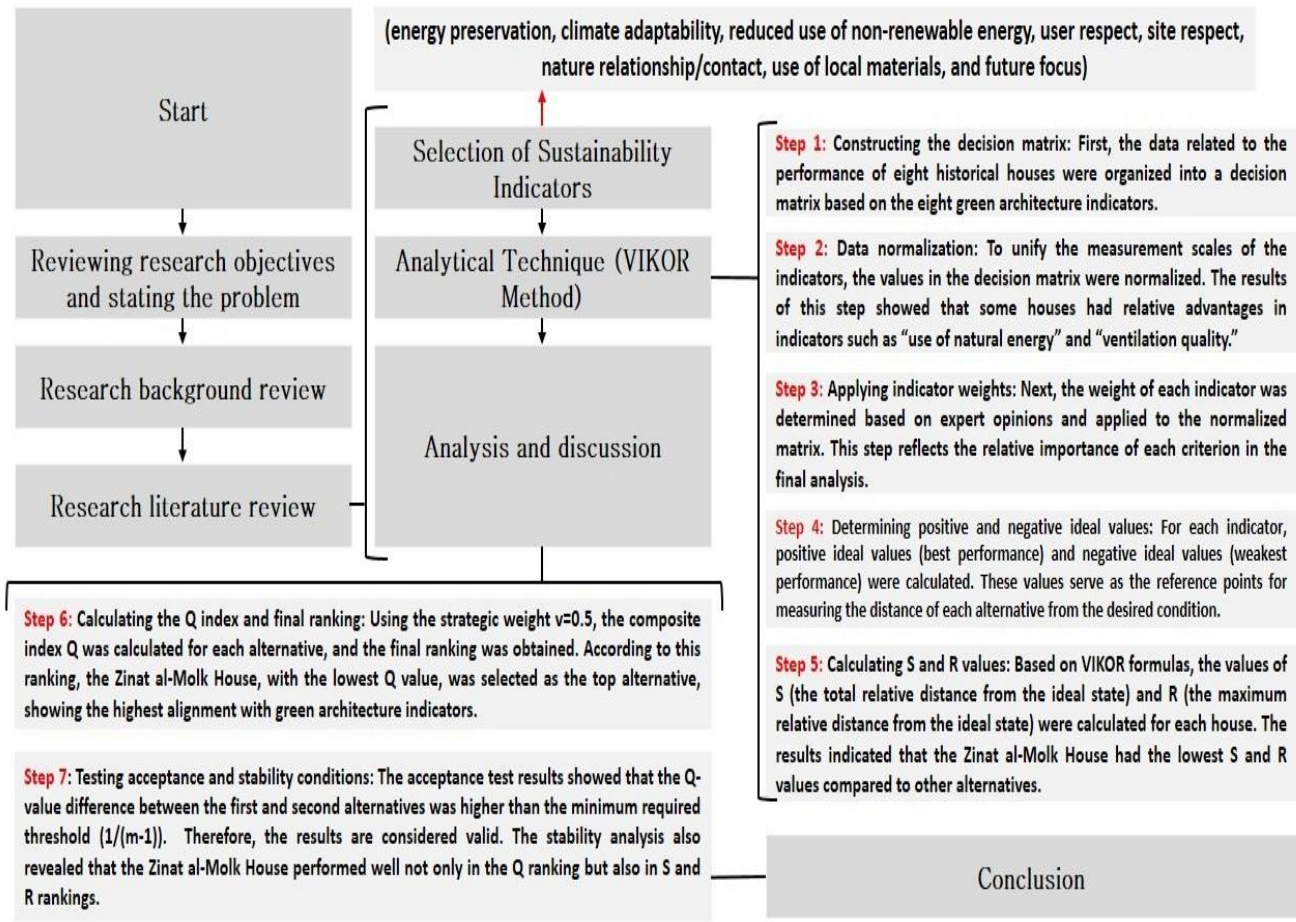 Start
Reviewing research objectives
and stating the problem
Research background review
Research literature review
(energy preservation, climate adaptability, reduced use of non-renewable energy, user respect, site respect,
nature relationship/contact, use of local materials, and future focus)
Selection of Sustainability
Indicators
Analytical Technique (VIKOR
Method)
Analysis and discussion
Step 1: Constructing the decision matrix: First, the data related to the
performance of eight historical houses were organized into a decision
matrix based on the eight green architecture indicators.
Step 2: Data normalization: To unify the measurement scales of the
indicators, the values in the decision matrix were normalized. The results
of this step showed that some houses had relative advantages in
indicators such as “use of natural energy” and “ventilation quality.”
Step 3: Applying indicator weights: Next, the weight of each indicator was
determined based on expert opinions and applied to the normalized
matrix. This step reflects the relative importance of each criterion in the
final analysis.
Step 4: Determining positive and negative ideal values: For each indicator,
positive ideal values (best performance) and negative ideal values (weakest
performance) were calculated. These values serve as the reference points for
measuring the distance of each alternative from the desired condition.
Step 5: Calculating S and R values: Based on VIKOR formulas, the values of
S (the total relative distance from the ideal state) and R (the maximum
relative distance from the ideal state) were calculated for each house. The
results indicated that the Zinat al-Molk House had the lowest S and R
values compared to other alternatives.
Step 6: Calculating the Q index and final ranking: Using the strategic weight v=0.5, the composite
index Q was calculated for each alternative, and the final ranking was obtained. According to this
ranking, the Zinat al-Molk House, with the lowest Q value, was selected as the top alternative,
showing the highest alignment with green architecture indicators.
Step 7: Testing acceptance and stability conditions: The acceptance test results showed that the Q-
value difference between the first and second alternatives was higher than the minimum required
threshold (1/(m-1)). Therefore, the results are considered valid. The stability analysis also
revealed that the Zinat al-Molk House performed well not only in the Q ranking but also in S and
R rankings.
Conclusion